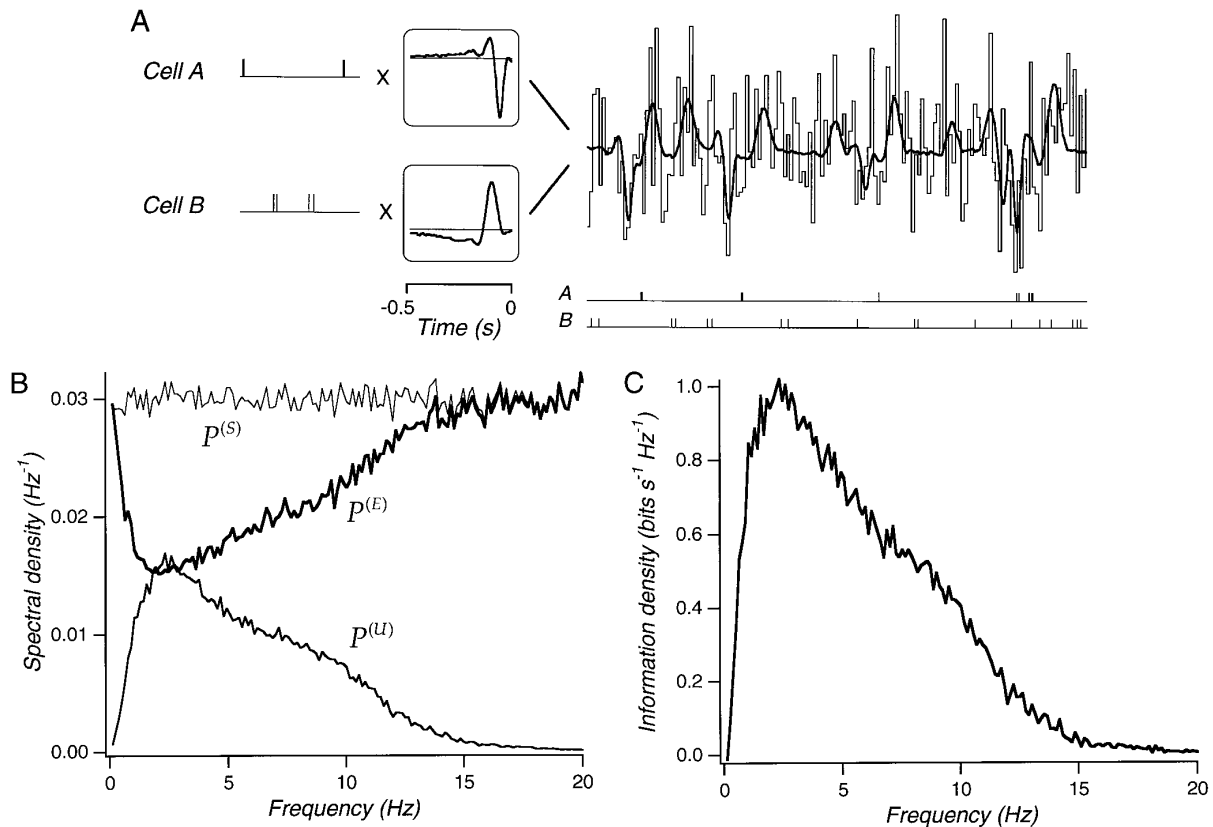 A
Cell A
X
Cell B
X
-0.5
0
Time (s)
A
B
B
0.03
0.02
0.01
0.00
Spectral density (Hz⁻¹)
P⁽ˢ⁾
P⁽ᴱ⁾
P⁽ᵁ⁾
0
5
10
15
20
Frequency (Hz)
C
1.0
0.8
0.6
0.4
0.2
0.0
Information density (bits s⁻¹ Hz⁻¹)
0
5
10
15
20
Frequency (Hz)